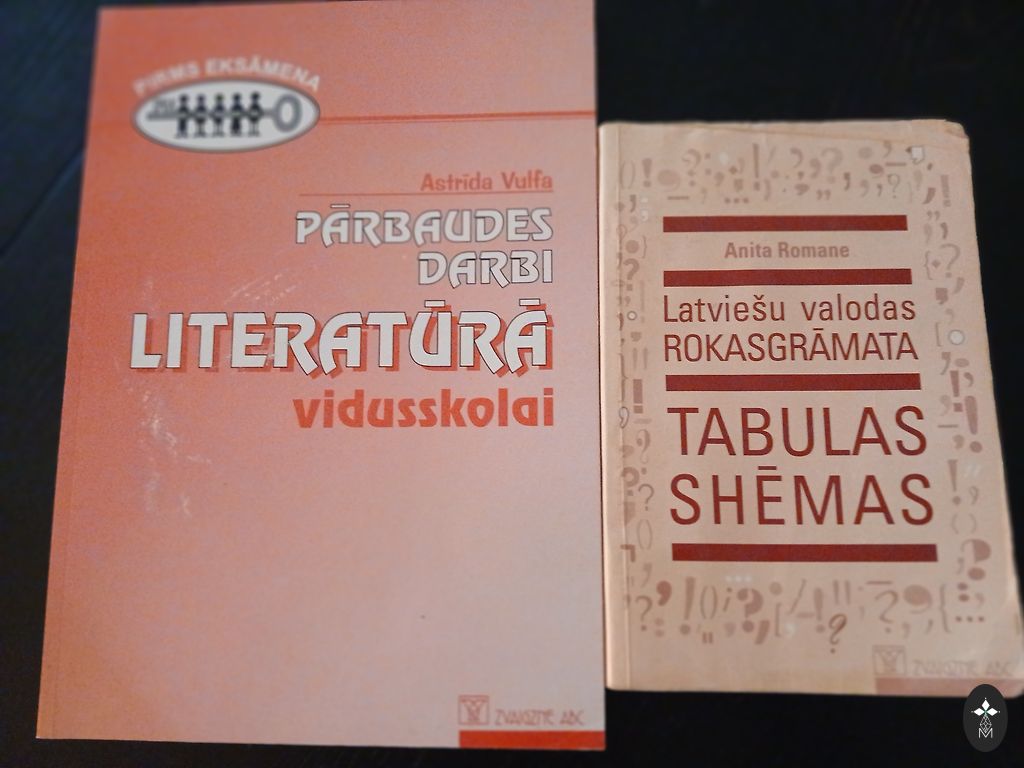 PIRMS EKSĀMENA
Astrīda Vulfa
PĀRBAUDES
DARBI
LITERATŪRĀ
vidusskolai
ZVAIGZNE ABC
Anita Romane
Latviešu valodas
ROKASGRĀMATA
TABULAS
SHĒMAS
ZVAIGZNE ABC